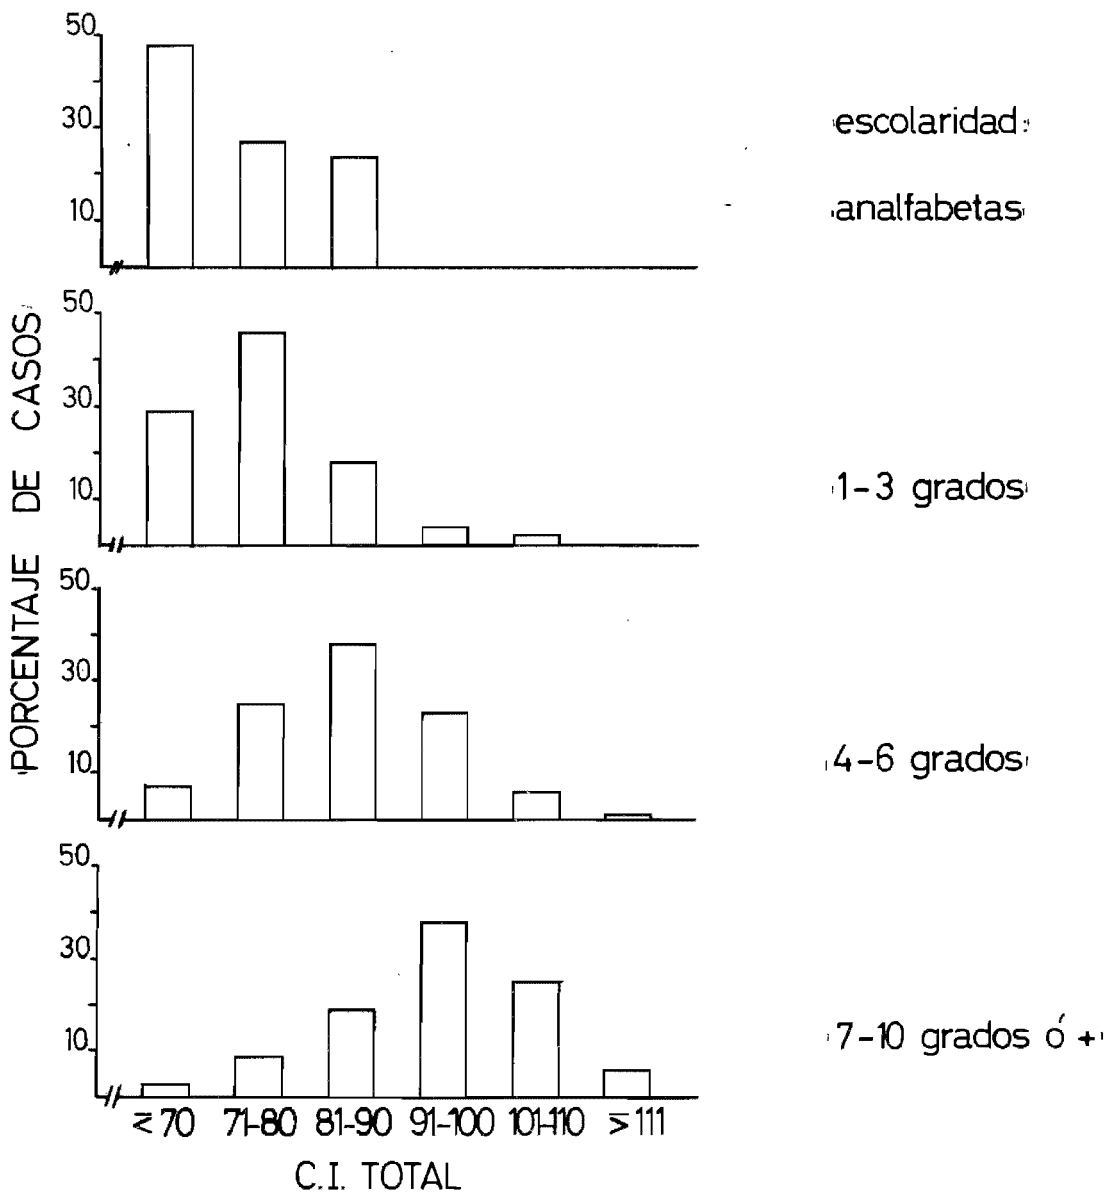 PORCENTAJE DE CASOS
50
30
10
escolaridad:
analfabetas
50
30
10
1-3 grados
50
30
10
4-6 grados
50
30
10
7-10 grados ó +
≤70 71-80 81-90 91-100 101-110 >111
C.I. TOTAL